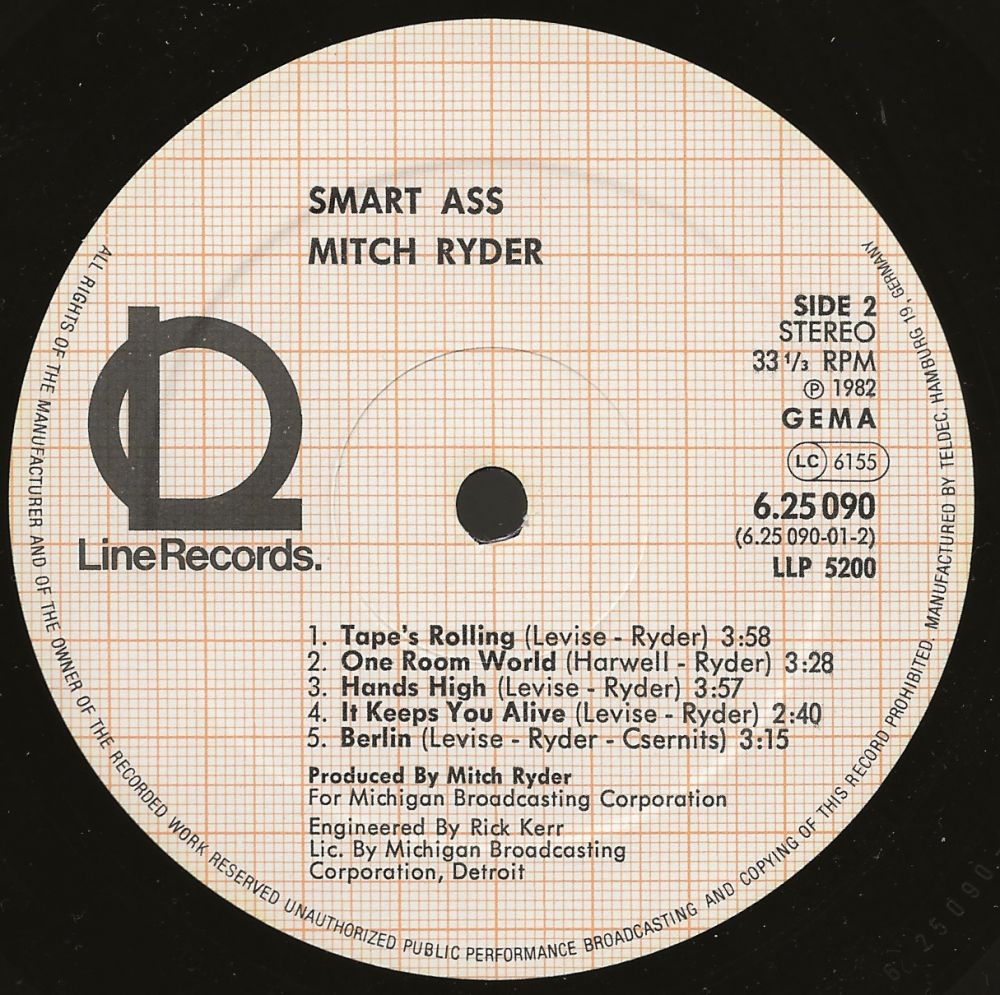 SMART ASS
MITCH RYDER
SIDE 2
STEREO
33 1/3 RPM
Ⓟ 1982
GEMA
LC 6155
6.25 090
(6.25 090-01-2)
LLP 5200
LineRecords.
1. Tape's Rolling (Levise - Ryder) 3:58
2. One Room World (Harwell - Ryder) 3:28
3. Hands High (Levise - Ryder) 3:57
4. It Keeps You Alive (Levise - Ryder) 2:40
5. Berlin (Levise - Ryder - Csernits) 3:15
Produced By Mitch Ryder
For Michigan Broadcasting Corporation
Engineered By Rick Kerr
Lic. By Michigan Broadcasting
Corporation, Detroit
ALL RIGHTS OF THE MANUFACTURER AND OF THE OWNER OF THE RECORDED WORK RESERVED UNAUTHORIZED PUBLIC PERFORMANCE BROADCASTING AND COPYING OF THIS RECORD PROHIBITED. MANUFACTURED BY TELDEC, HAMBURG 19, GERMANY
6.25090